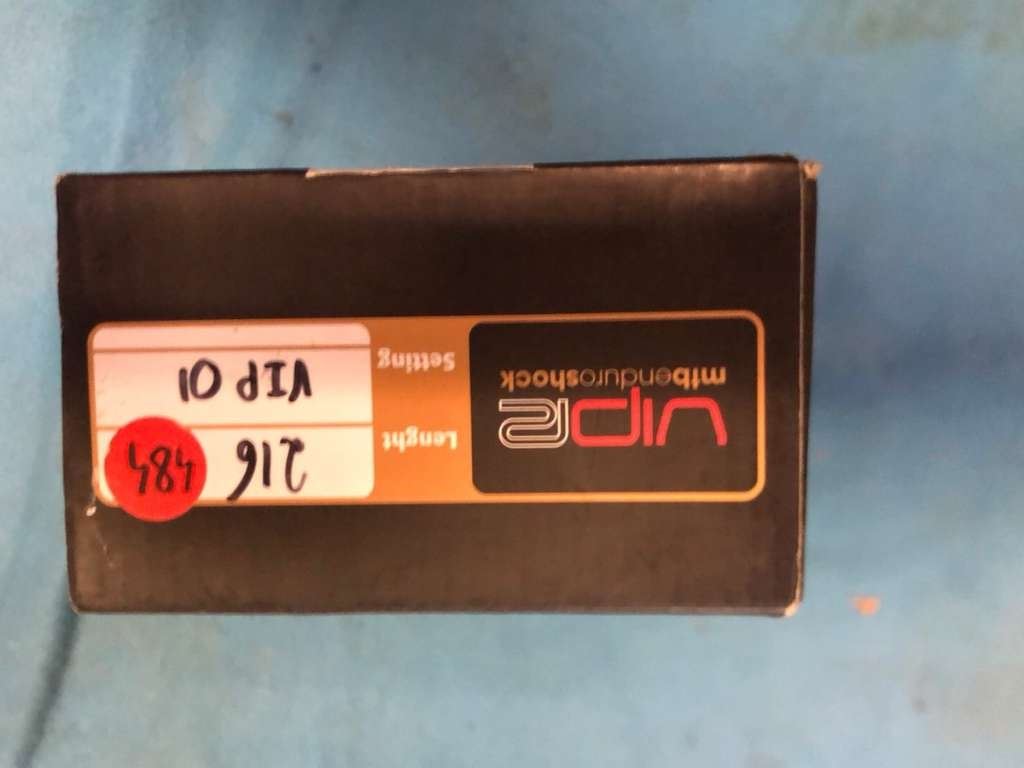 VIPR
mtbenduroshock
Lenght 216 484
Setting VIP 01